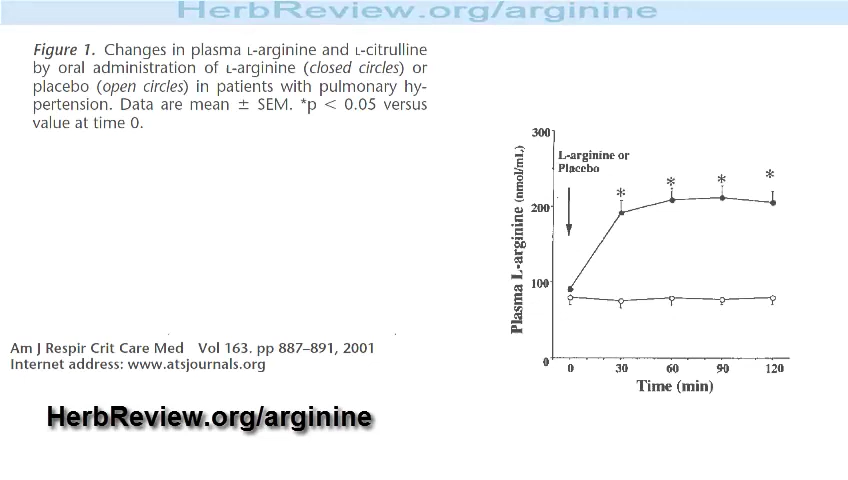 HerbReview.org/arginine
Figure 1. Changes in plasma L-arginine and L-citrulline
by oral administration of L-arginine (closed circles) or
placebo (open circles) in patients with pulmonary hy-
pertension. Data are mean ± SEM. *p < 0.05 versus
value at time 0.
300
L-arginine or
Placebo
* * * *
200
100
0
Plasma L-arginine (nmol/mL)
0 30 60 90 120
Time (min)
Am J Respir Crit Care Med Vol 163. pp 887–891, 2001
Internet address: www.atsjournals.org
HerbReview.org/arginine